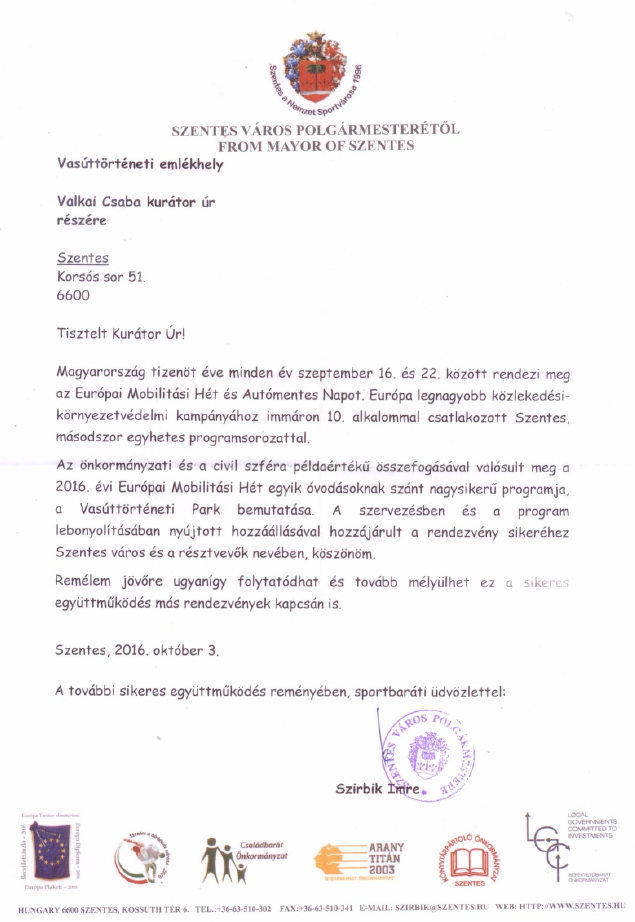 Szentes a Nemzet Sportvárosa 1996
SZENTES VÁROS POLGÁRMESTERÉTŐL
FROM MAYOR OF SZENTES
Vasúttörténeti emlékhely
Valkai Csaba kurátor úr
részére
Szentes
Korsós sor 51.
6600
Tisztelt Kurátor Úr!
Magyarország tizenöt éve minden év szeptember 16. és 22. között rendezi meg
az Európai Mobilitási Hét és Autómentes Napot. Európa legnagyobb közlekedési-
környezetvédelmi kampányához immáron 10. alkalommal csatlakozott Szentes,
másodszor egyhetes programsorozattal.
Az önkormányzati és a civil szféra példaértékű összefogásával valósult meg a
2016. évi Európai Mobilitási Hét egyik óvodásoknak szánt nagysikerű programja,
a Vasúttörténeti Park bemutatása. A szervezésben és a program
lebonyolításában nyújtott hozzáállásával hozzájárult a rendezvény sikeréhez
Szentes város és a résztvevők nevében, köszönöm.
Remélem jövőre ugyanígy folytatódhat és tovább mélyülhet ez a sikeres
együttműködés más rendezvények kapcsán is.
Szentes, 2016. október 3.
A további sikeres együttműködés reményében, sportbaráti üdvözlettel:
SZENTES VÁROS POLGÁRMESTERE
Szirbik Imre
Európa Diploma
Európa Plakett
Családbarát
Önkormányzat
ARANY
TITÁN
2003
KÖNYVTÁRPÁRTOLÓ ÖNKORMÁNYZAT
SZENTES
LOCAL
GOVERNMENTS
COMMITTED TO
INVESTMENTS
BEFEKTETŐBARÁT
ÖNKORMÁNYZAT
HUNGARY 6600 SZENTES, KOSSUTH TÉR 6. TEL.:+36-63-510-302 FAX:+36-63-510-341 E-MAIL: SZIRBIK@SZENTES.HU WEB: HTTP://WWW.SZENTES.HU